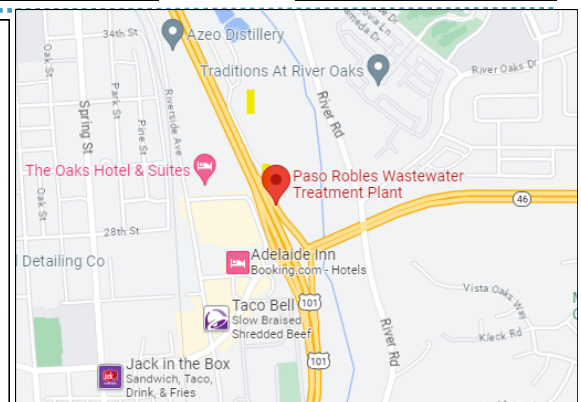 34th St
Azeo Distillery
Traditions At River Oaks
River Oaks Dr
Oak St
Park St
Pine St
Spring St
Riverside Ave
River Rd
The Oaks Hotel & Suites
Paso Robles Wastewater
Treatment Plant
46
Oak St
28th St
Detailing Co
Adelaide Inn
Booking.com - Hotels
101
Vista Oaks Way
Taco Bell
Slow Braised
Shredded Beef
Kleck Rd
River Rd
101
Jack in the Box
Sandwich, Taco,
Drink, & Fries